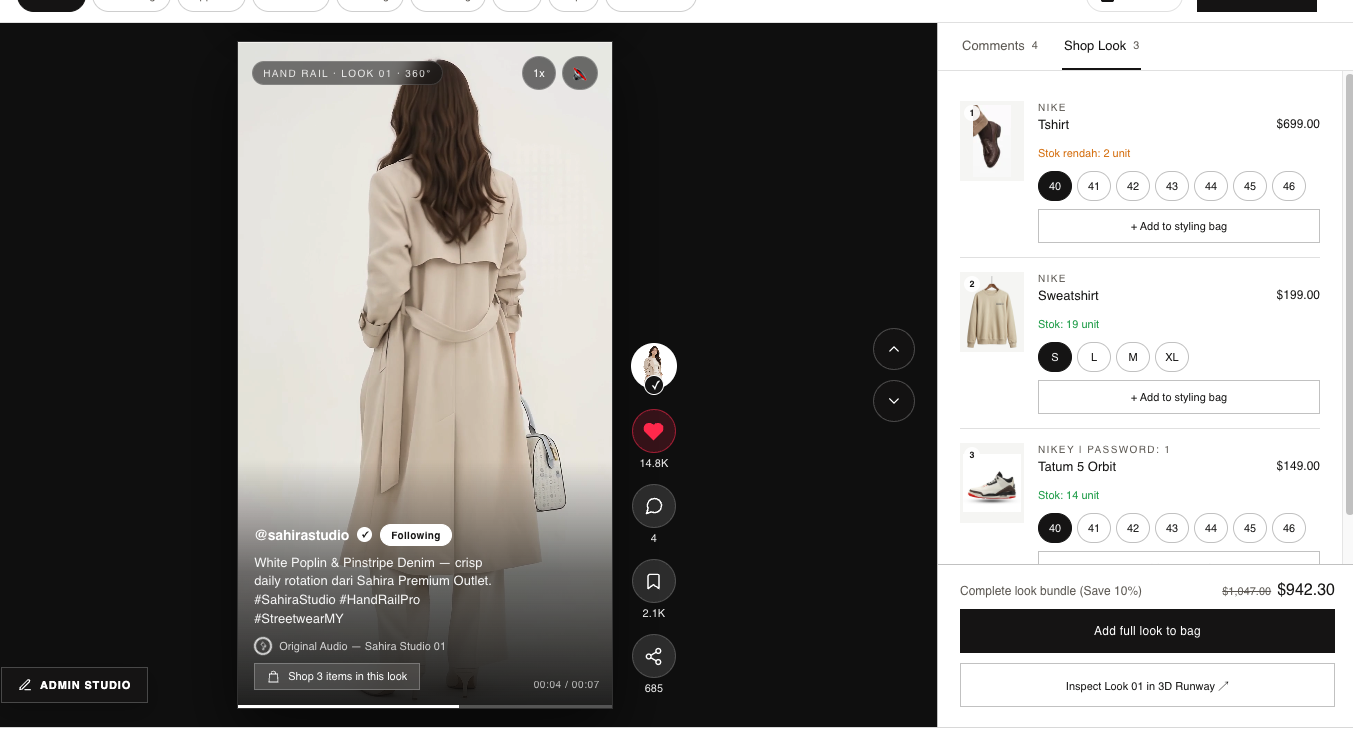 HAND RAIL · LOOK 01 · 360°
1x
14.8K
4
2.1K
685
@sahirastudio ✓ Following
White Poplin & Pinstripe Denim — crisp
daily rotation dari Sahira Premium Outlet.
#SahiraStudio #HandRailPro
#StreetwearMY
Original Audio — Sahira Studio 01
Shop 3 items in this look
00:04 / 00:07
ADMIN STUDIO
Comments 4
Shop Look 3
1
NIKE
Tshirt
$699.00
Stok rendah: 2 unit
40 41 42 43 44 45 46
+ Add to styling bag
2
NIKE
Sweatshirt
$199.00
Stok: 19 unit
S L M XL
+ Add to styling bag
3
NIKEY | PASSWORD: 1
Tatum 5 Orbit
$149.00
Stok: 14 unit
40 41 42 43 44 45 46
Complete look bundle (Save 10%)
$1,047.00 $942.30
Add full look to bag
Inspect Look 01 in 3D Runway ↗